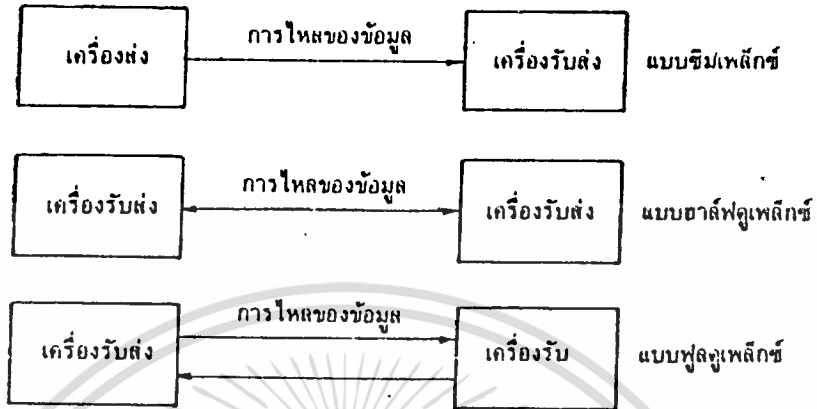 การไหลของข้อมูล
เครื่องส่ง เครื่องรับส่ง แบบซิมเพล็กซ์
การไหลของข้อมูล
เครื่องรับส่ง เครื่องรับส่ง แบบฮาล์ฟดูเพล็กซ์
การไหลของข้อมูล
เครื่องรับส่ง เครื่องรับ แบบฟูลดูเพล็กซ์